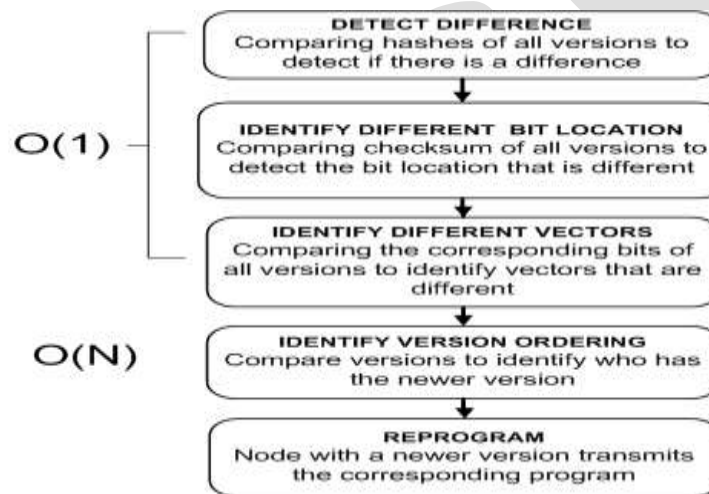 DETECT DIFFERENCE
Comparing hashes of all versions to
detect if there is a difference
O(1)
IDENTIFY DIFFERENT BIT LOCATION
Comparing checksum of all versions to
detect the bit location that is different
IDENTIFY DIFFERENT VECTORS
Comparing the corresponding bits of
all versions to identify vectors that are
different
O(N)
IDENTIFY VERSION ORDERING
Compare versions to identify who has
the newer version
REPROGRAM
Node with a newer version transmits
the corresponding program